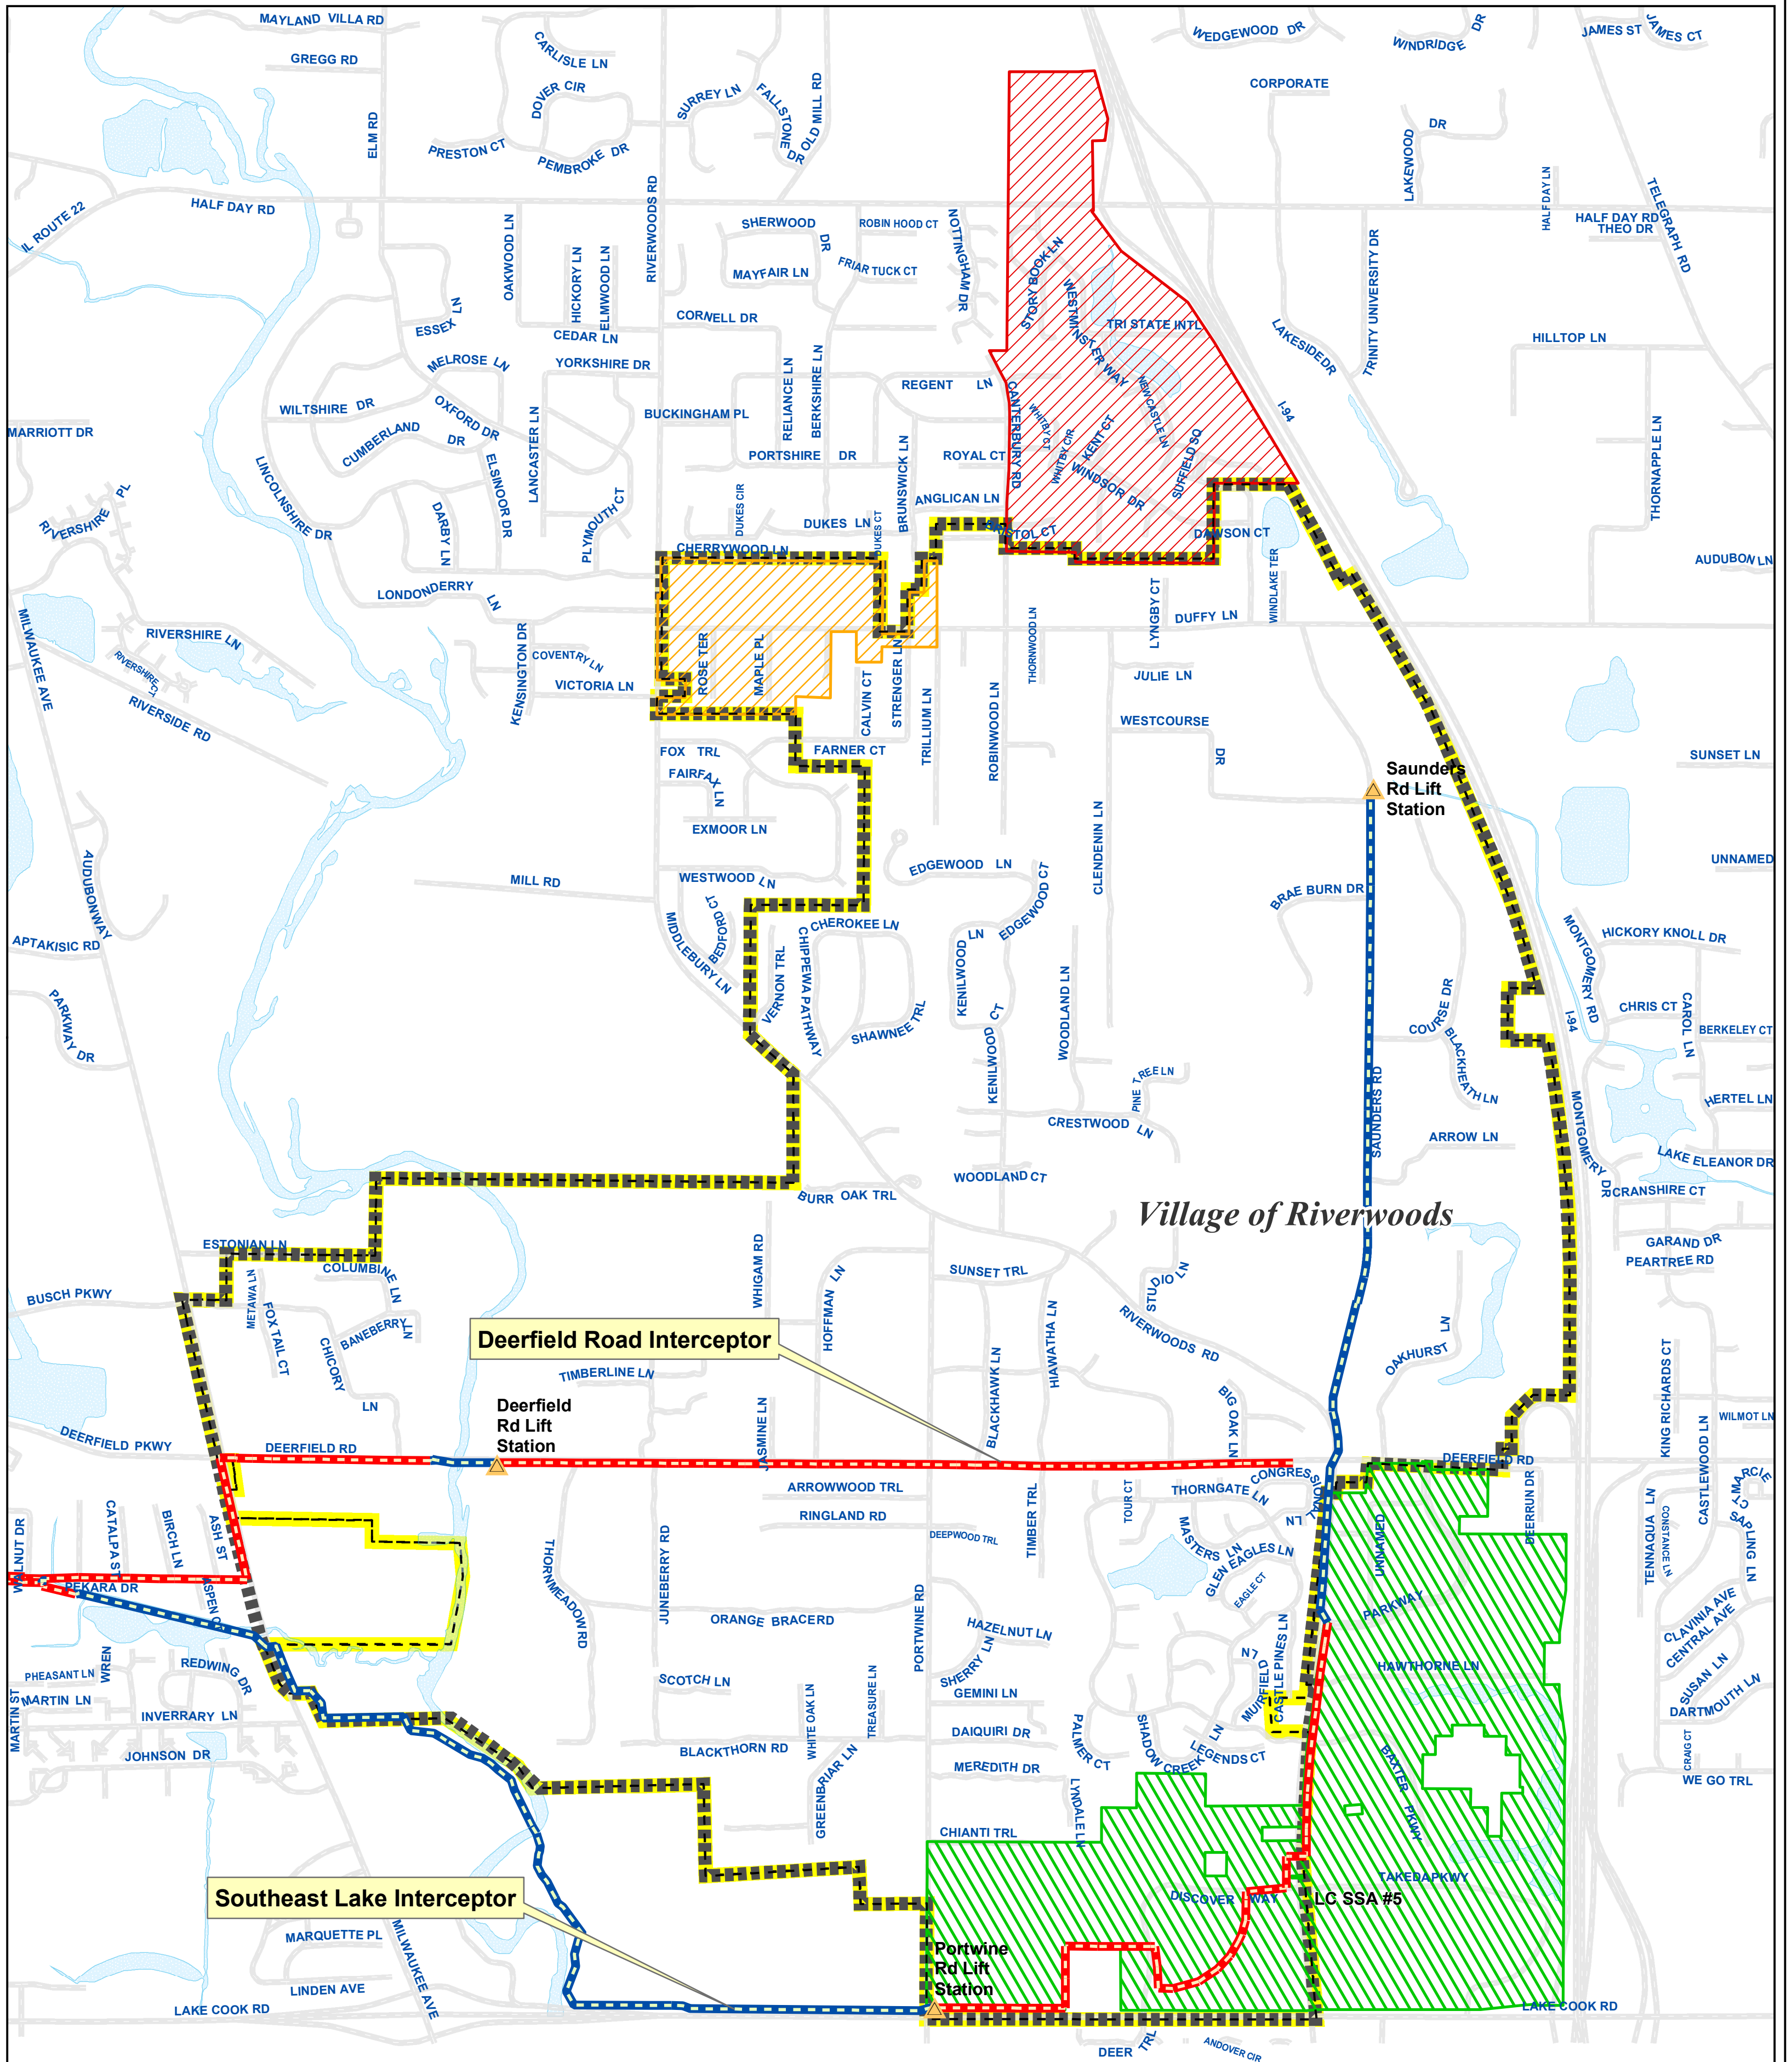 MAYLAND VILLA RD
GREGG RD
ELM RD
CARLISLE LN
DOVER CIR
PRESTON CT
PEMBROKE DR
SURREY LN
FALLSTONE DR
OLD MILL RD
WEDGEWOOD DR
WINDRIDGE DR
JAMES ST
JAMES CT
CORPORATE
LAKEWOOD DR
HALF DAY LN
TELEGRAPH RD
IL ROUTE 22
HALF DAY RD
HALF DAY RD
THEO DR
OAKWOOD LN
HICKORY LN
ELMWOOD LN
RIVERWOODS RD
SHERWOOD DR
ROBIN HOOD CT
NOTTINGHAM DR
MAYFAIR LN
FRIAR TUCK CT
STORY BOOK LN
WESTMINSTER WAY
TRI STATE INTL
TRINITY UNIVERSITY DR
LAKESIDE DR
HILLTOP LN
ESSEX LN
CEDAR LN
CORNELL DR
MELROSE LN
YORKSHIRE DR
RELIANCE LN
BERKSHIRE LN
REGENT LN
CANTERBURY RD
WHITBY CT
NEWCASTLE LN
I-94
WILTSHIRE DR
OXFORD DR
LANCASTER LN
BUCKINGHAM PL
MARRIOTT DR
CUMBERLAND DR
ELSINOOR DR
PORTSHIRE DR
BRUNSWICK LN
ROYAL CT
WHITBY CIR
KENT CT
WINDSOR DR
SUFFIELD SQ
THORNAPPLE LN
LINCOLNSHIRE DR
RIVERSHIRE PL
DARBY LN
PLYMOUTH CT
DUKES CIR
DUKES LN
DUKES CT
ANGLICAN LN
DAWSON CT
CHERRYWOOD LN
WINDLAKE TER
AUDUBON LN
LONDONDERRY LN
LYNGBY CT
DUFFY LN
MILWAUKEE AVE
RIVERSHIRE LN
RIVERSHIRE CT
RIVERSIDE RD
KENSINGTON DR
COVENTRY LN
VICTORIA LN
ROSE TER
MAPLE PL
CALVIN CT
STRENGER LN
TRILLIUM LN
ROBINWOOD LN
THORNWOOD LN
JULIE LN
WESTCOURSE DR
FOX TRL
FARNER CT
FAIRFAX LN
EXMOOR LN
Saunders
Rd Lift
Station
SUNSET LN
UNNAMED
AUDUBON WAY
MILL RD
WESTWOOD LN
EDGEWOOD LN
EDGEWOOD CT
CLENDENIN LN
BRAE BURN DR
APTAKISIC RD
MIDDLEBURY LN
BEDFORD CT
VERNON TRL
CHEROKEE LN
CHIPPEWA PATHWAY
SHAWNEE TRL
KENILWOOD LN
KENILWOOD CT
WOODLAND LN
HICKORY KNOLL DR
MONTGOMERY RD
I-94
CHRIS CT
CAROL LN
BERKELEY CT
PARKWAY DR
COURSE DR
BLACKHEATH LN
PINE TREE LN
CRESTWOOD LN
SAUNDERS RD
ARROW LN
HERTEL LN
MONTGOMERY DR
LAKE ELEANOR DR
CRANSHIRE CT
BURR OAK TRL
WOODLAND CT
Village of Riverwoods
GARAND DR
PEARTREE RD
ESTONIAN LN
COLUMBINE LN
METAWA LN
FOX TAIL CT
CHICORY LN
BANEBERRY LN
BUSCH PKWY
WHIGAM RD
HOFFMAN LN
SUNSET TRL
HIAWATHA LN
BLACKHAWK LN
STUDIO LN
RIVERWOODS RD
OAKHURST LN
Deerfield Road Interceptor
TIMBERLINE LN
Deerfield
Rd Lift
Station
JASMINE LN
BIG OAK LN
KING RICHARDS CT
CASTLEWOOD LN
WILMOT LN
DEERFIELD PKWY
DEERFIELD RD
DEERFIELD RD
ARROWWOOD TRL
RINGLAND RD
DEEPWOOD TRL
TIMBER TRL
TOUR CT
THORNGATE LN
CONGRESSIONAL LN
MASTERS LN
GLEN EAGLES LN
EAGLE CT
UNNAMED
DEERRUN DR
TENNAQUA LN
CONSTANCE LN
MARCIE CT
SAPLING LN
WALNUT DR
CATALPA ST
BIRCH LN
ASH ST
PEKARA DR
THORNMEADOW RD
JUNEBERRY RD
ORANGE BRACE RD
PORTWINE RD
HAZELNUT LN
SHERRY LN
PARKWAY
CLAVINIA AVE
CENTRAL AVE
SUSAN LN
DARTMOUTH LN
HAWTHORNE LN
PHEASANT LN
WREN
REDWING DR
MARTIN LN
MARTIN ST
INVERRARY LN
JOHNSON DR
SCOTCH LN
WHITE OAK LN
TREASURE LN
GEMINI LN
DAIQUIRI DR
MEREDITH DR
PALMER CT
SHADOW CREEK LN
LEGENDS CT
MUIRFIELD LN
CASTLE PINES LN
BLACKTHORN RD
GREENBRIAR LN
LYNDALE LN
CHIANTI TRL
BAXTER PKWY
CRAIG CT
WE GO TRL
Southeast Lake Interceptor
DISCOVER WAY
TAKEDA PKWY
LC SSA #5
MARQUETTE PL
LINDEN AVE
MILWAUKEE AVE
Portwine
Rd Lift
Station
LAKE COOK RD
LAKE COOK RD
DEER TRL
ANDOVER CIR